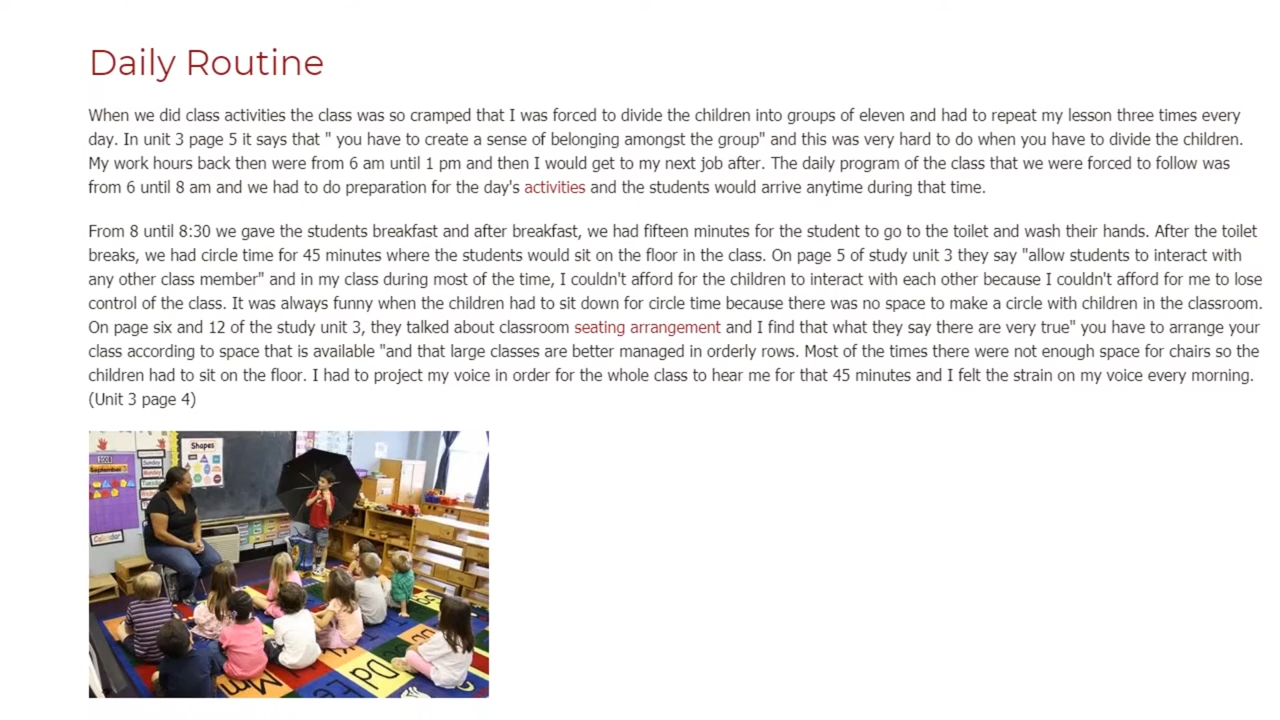 Daily Routine
When we did class activities the class was so cramped that I was forced to divide the children into groups of eleven and had to repeat my lesson three times every
day. In unit 3 page 5 it says that " you have to create a sense of belonging amongst the group" and this was very hard to do when you have to divide the children.
My work hours back then were from 6 am until 1 pm and then I would get to my next job after. The daily program of the class that we were forced to follow was
from 6 until 8 am and we had to do preparation for the day's activities and the students would arrive anytime during that time.
From 8 until 8:30 we gave the students breakfast and after breakfast, we had fifteen minutes for the student to go to the toilet and wash their hands. After the toilet
breaks, we had circle time for 45 minutes where the students would sit on the floor in the class. On page 5 of study unit 3 they say "allow students to interact with
any other class member" and in my class during most of the time, I couldn't afford for the children to interact with each other because I couldn't afford for me to lose
control of the class. It was always funny when the children had to sit down for circle time because there was no space to make a circle with children in the classroom.
On page six and 12 of the study unit 3, they talked about classroom seating arrangement and I find that what they say there are very true" you have to arrange your
class according to space that is available "and that large classes are better managed in orderly rows. Most of the times there were not enough space for chairs so the
children had to sit on the floor. I had to project my voice in order for the whole class to hear me for that 45 minutes and I felt the strain on my voice every morning.
(Unit 3 page 4)
Shapes
September
Sunday
Monday
Calendar
Dd
Mm